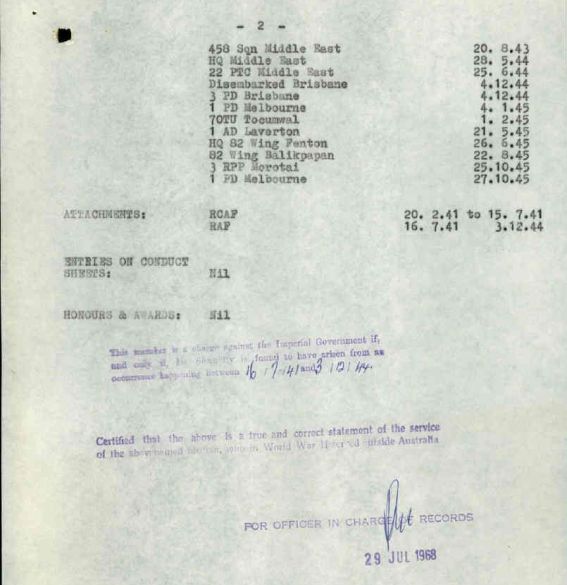 - 2 -
458 Sqn Middle East 20. 8.43
HQ Middle East 28. 5.44
22 PTC Middle East 25. 6.44
Disembarked Brisbane 4.12.44
3 PD Brisbane 4.12.44
1 PD Melbourne 4. 1.45
7OTU Tocumwal 1. 2.45
1 AD Laverton 21. 5.45
HQ 82 Wing Fenton 26. 6.45
82 Wing Balikpapan 22. 8.45
3 RPP Morotai 25.10.45
1 PD Melbourne 27.10.45
ATTACHMENTS: RCAF 20. 2.41 to 15. 7.41
RAF 16. 7.41 3.12.44
ENTRIES ON CONDUCT
SHEETS: Nil
HONOURS & AWARDS: Nil
This member is a charge against the Imperial Government if,
and only if, his disability is found to have arisen from an
occurrence happening between 16/7/41 and 3/12/44.
Certified that the above is a true and correct statement of the service
of the above named member, who in World War II served outside Australia
FOR OFFICER IN CHARGE OF RECORDS
29 JUL 1968